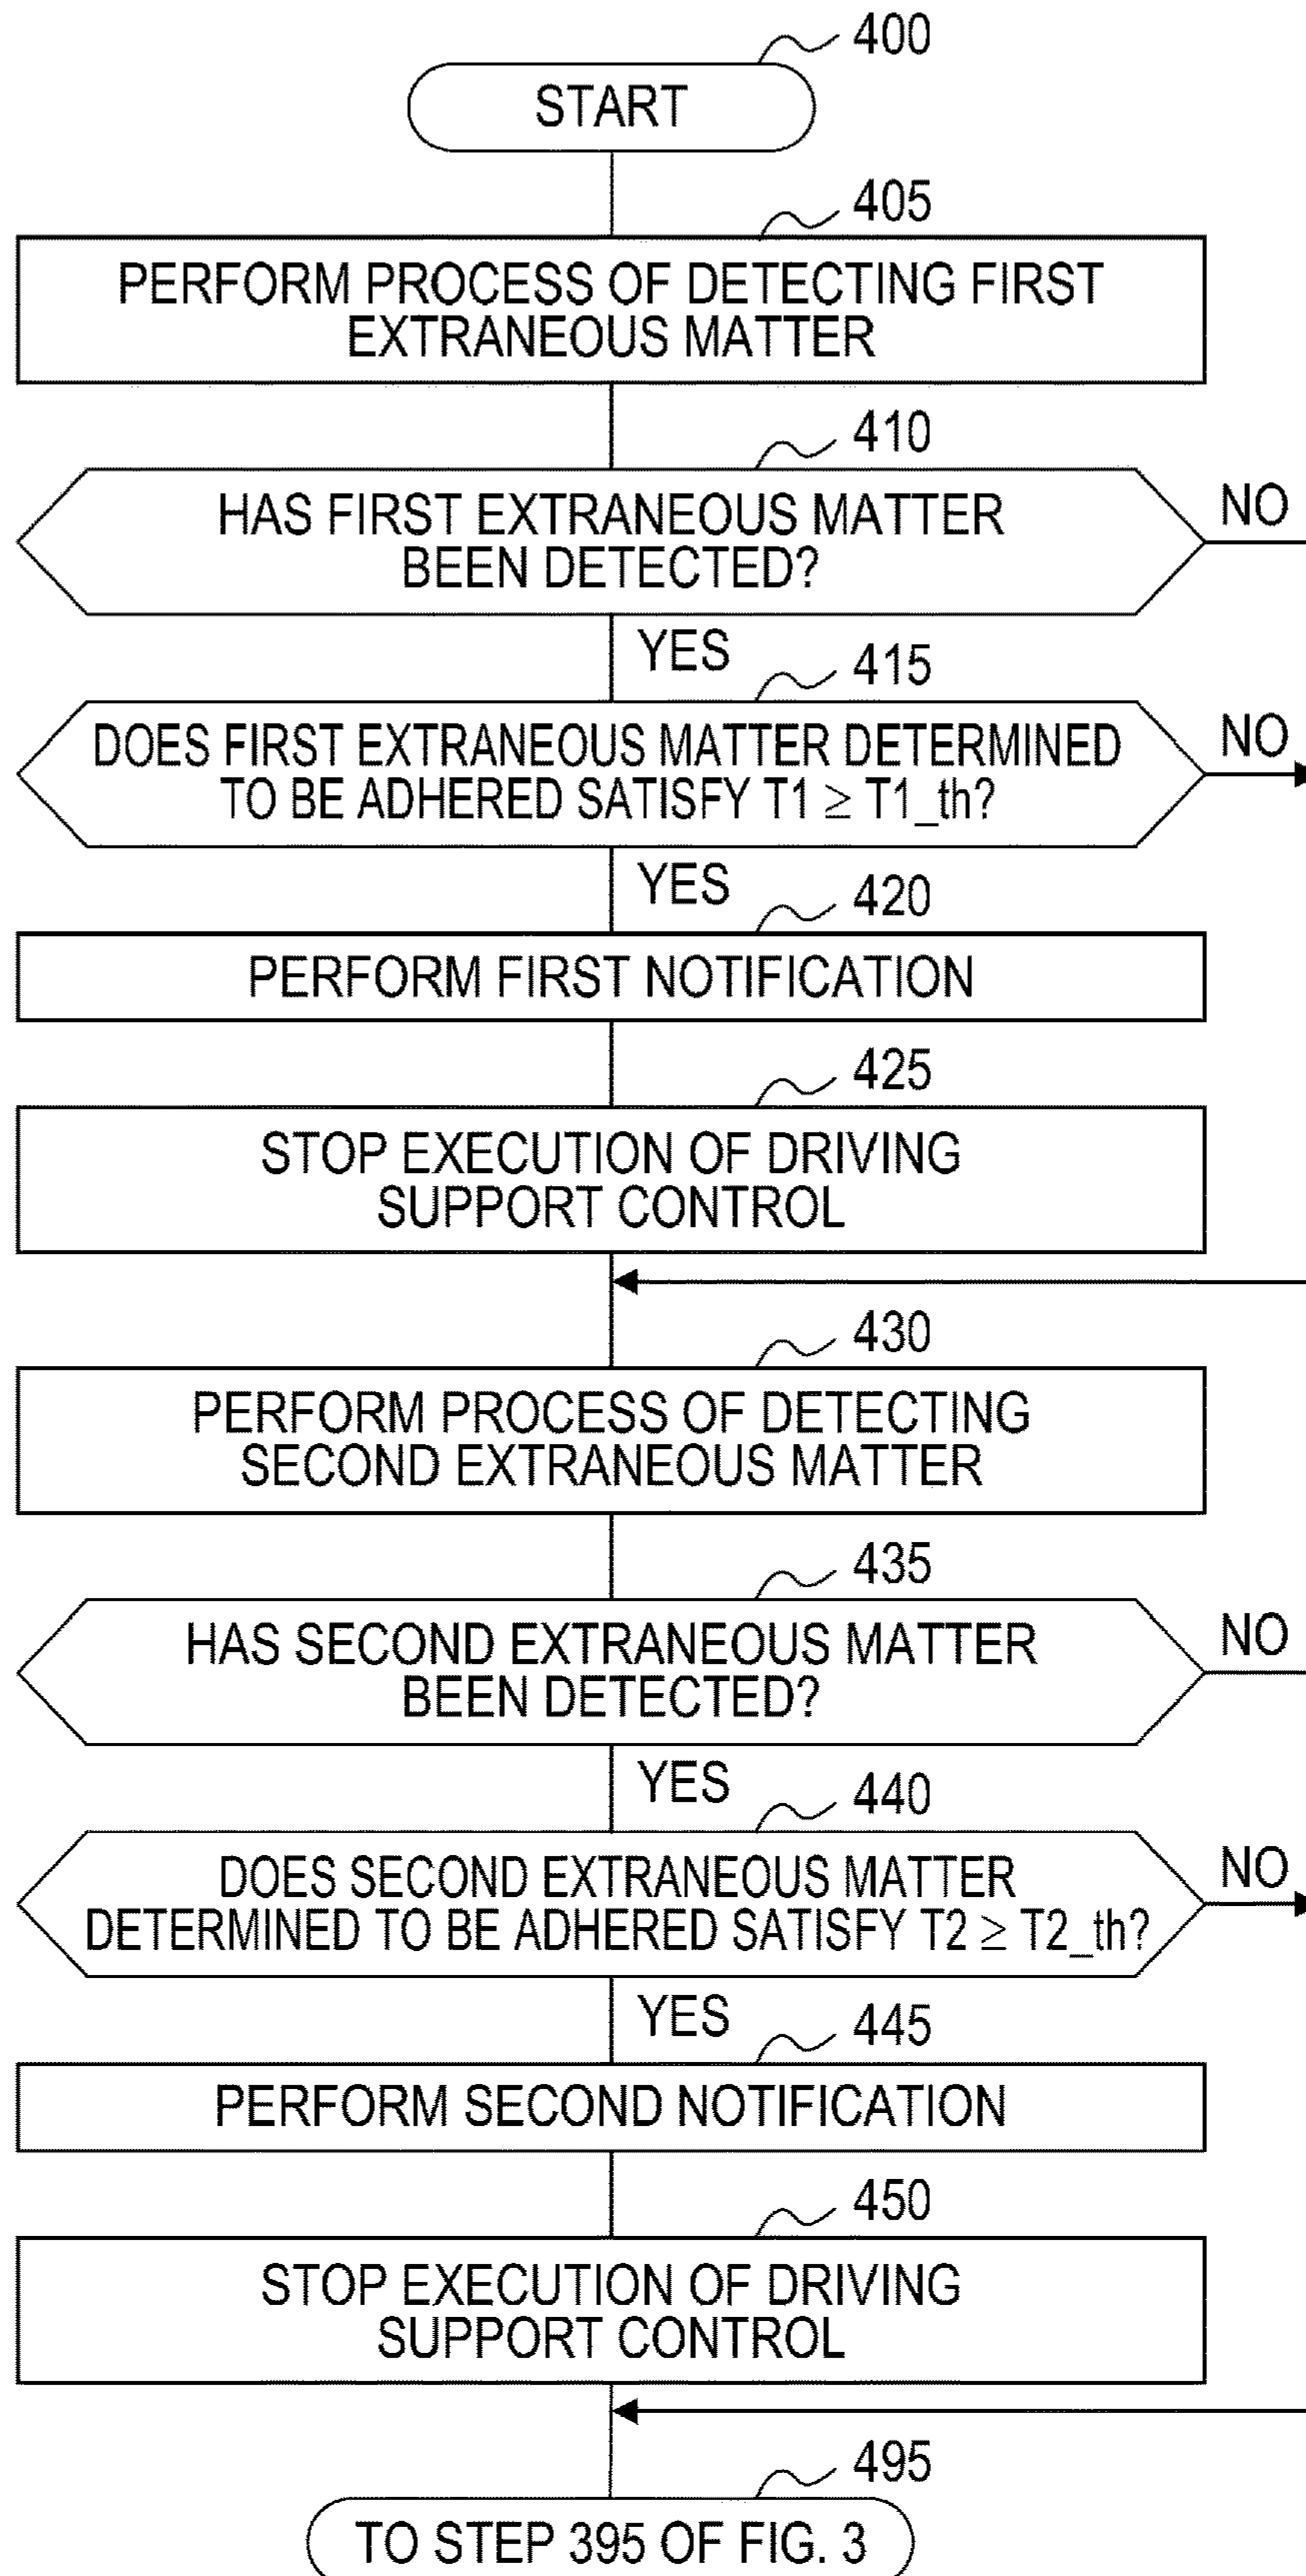 400
START
405
PERFORM PROCESS OF DETECTING FIRST
EXTRANEOUS MATTER
410
HAS FIRST EXTRANEOUS MATTER
BEEN DETECTED?
NO
YES
415
DOES FIRST EXTRANEOUS MATTER DETERMINED
TO BE ADHERED SATISFY T1 ≥ T1_th?
NO
YES
420
PERFORM FIRST NOTIFICATION
425
STOP EXECUTION OF DRIVING
SUPPORT CONTROL
430
PERFORM PROCESS OF DETECTING
SECOND EXTRANEOUS MATTER
435
HAS SECOND EXTRANEOUS MATTER
BEEN DETECTED?
NO
YES
440
DOES SECOND EXTRANEOUS MATTER
DETERMINED TO BE ADHERED SATISFY T2 ≥ T2_th?
NO
YES
445
PERFORM SECOND NOTIFICATION
450
STOP EXECUTION OF DRIVING
SUPPORT CONTROL
495
TO STEP 395 OF FIG. 3